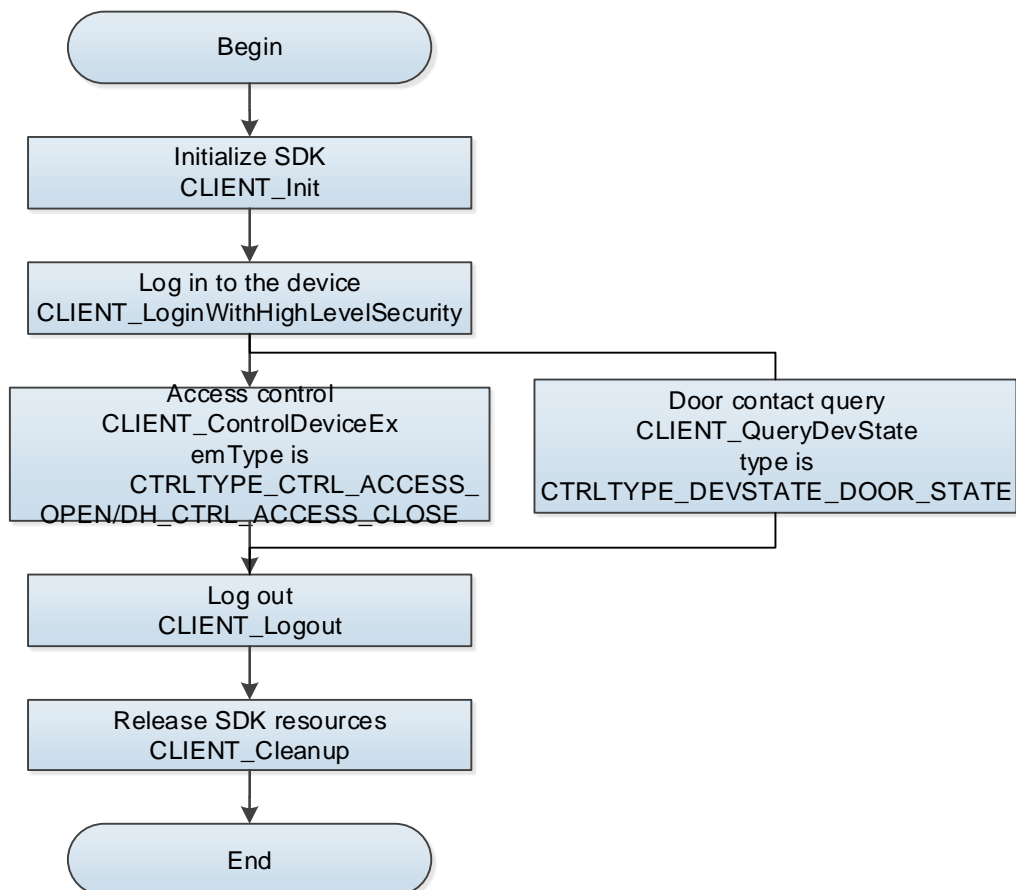 Begin
Initialize SDK
CLIENT_Init
Log in to the device
CLIENT_LoginWithHighLevelSecurity
Access control
CLIENT_ControlDeviceEx
emType is
CTRLTYPE_CTRL_ACCESS_
OPEN/DH_CTRL_ACCESS_CLOSE
Door contact query
CLIENT_QueryDevState
type is
CTRLTYPE_DEVSTATE_DOOR_STATE
Log out
CLIENT_Logout
Release SDK resources
CLIENT_Cleanup
End